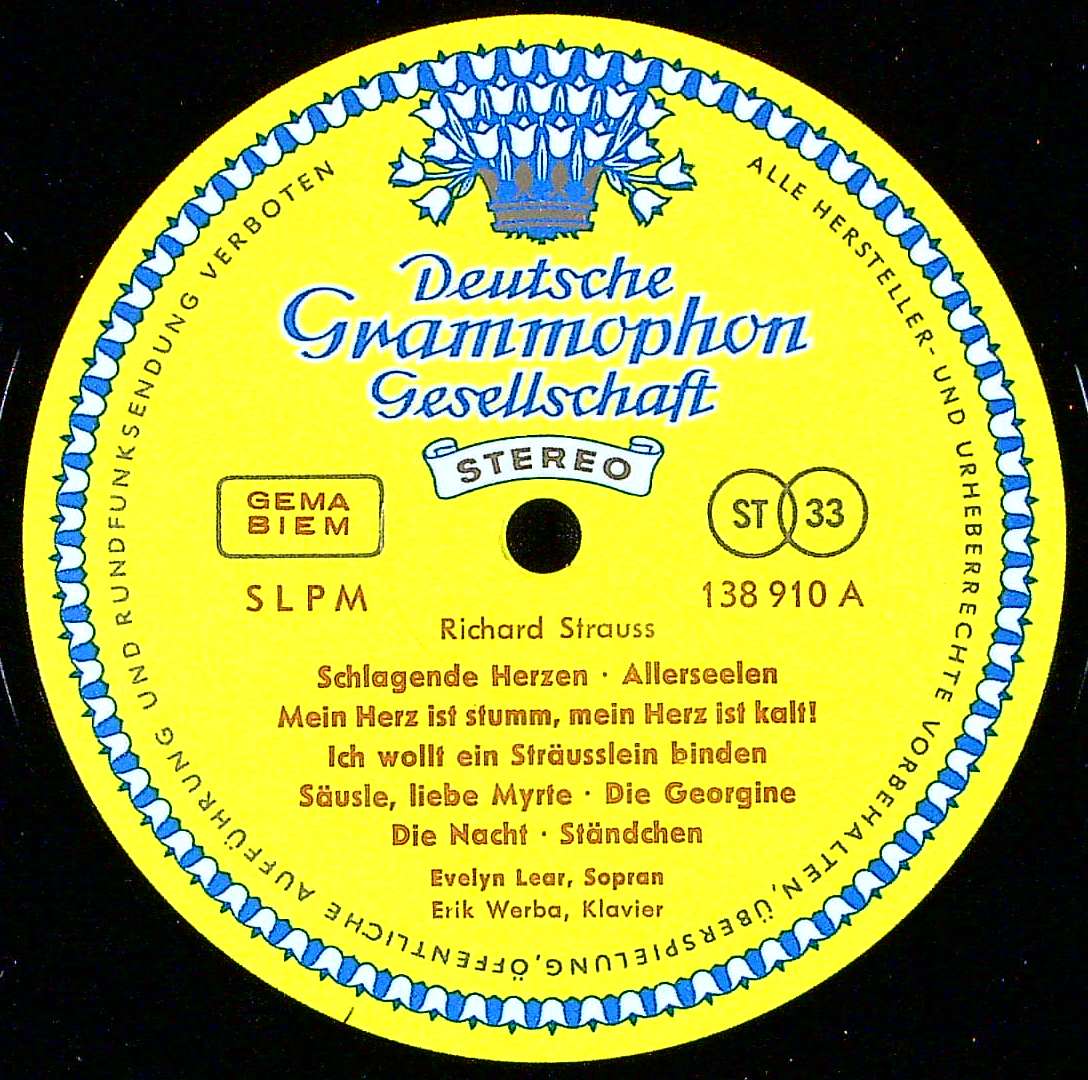 Deutsche
Grammophon
Gesellschaft
STEREO
GEMA
BIEM
ST 33
SLPM
138 910 A
Richard Strauss
Schlagende Herzen · Allerseelen
Mein Herz ist stumm, mein Herz ist kalt!
Ich wollt ein Sträusslein binden
Säusle, liebe Myrte · Die Georgine
Die Nacht · Ständchen
Evelyn Lear, Sopran
Erik Werba, Klavier
ALLE HERSTELLER- UND URHEBERRECHTE VORBEHALTEN, ÜBERSPIELUNG, ÖFFENTLICHE AUFFÜHRUNG UND RUNDFUNKSENDUNG VERBOTEN